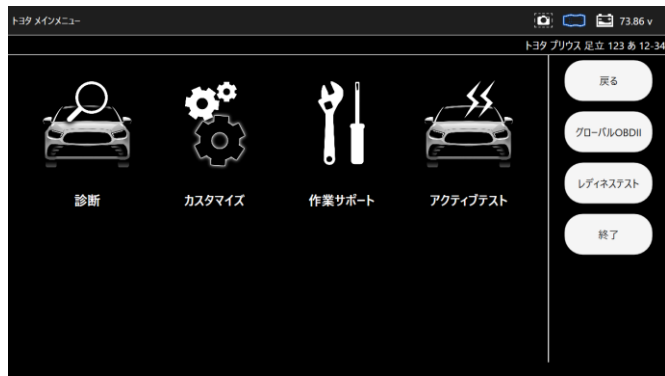 トヨタ メインメニュー
73.86 v
トヨタ プリウス 足立 123 あ 12-34
診断
カスタマイズ
作業サポート
アクティブテスト
戻る
グローバルOBDII
レディネステスト
終了